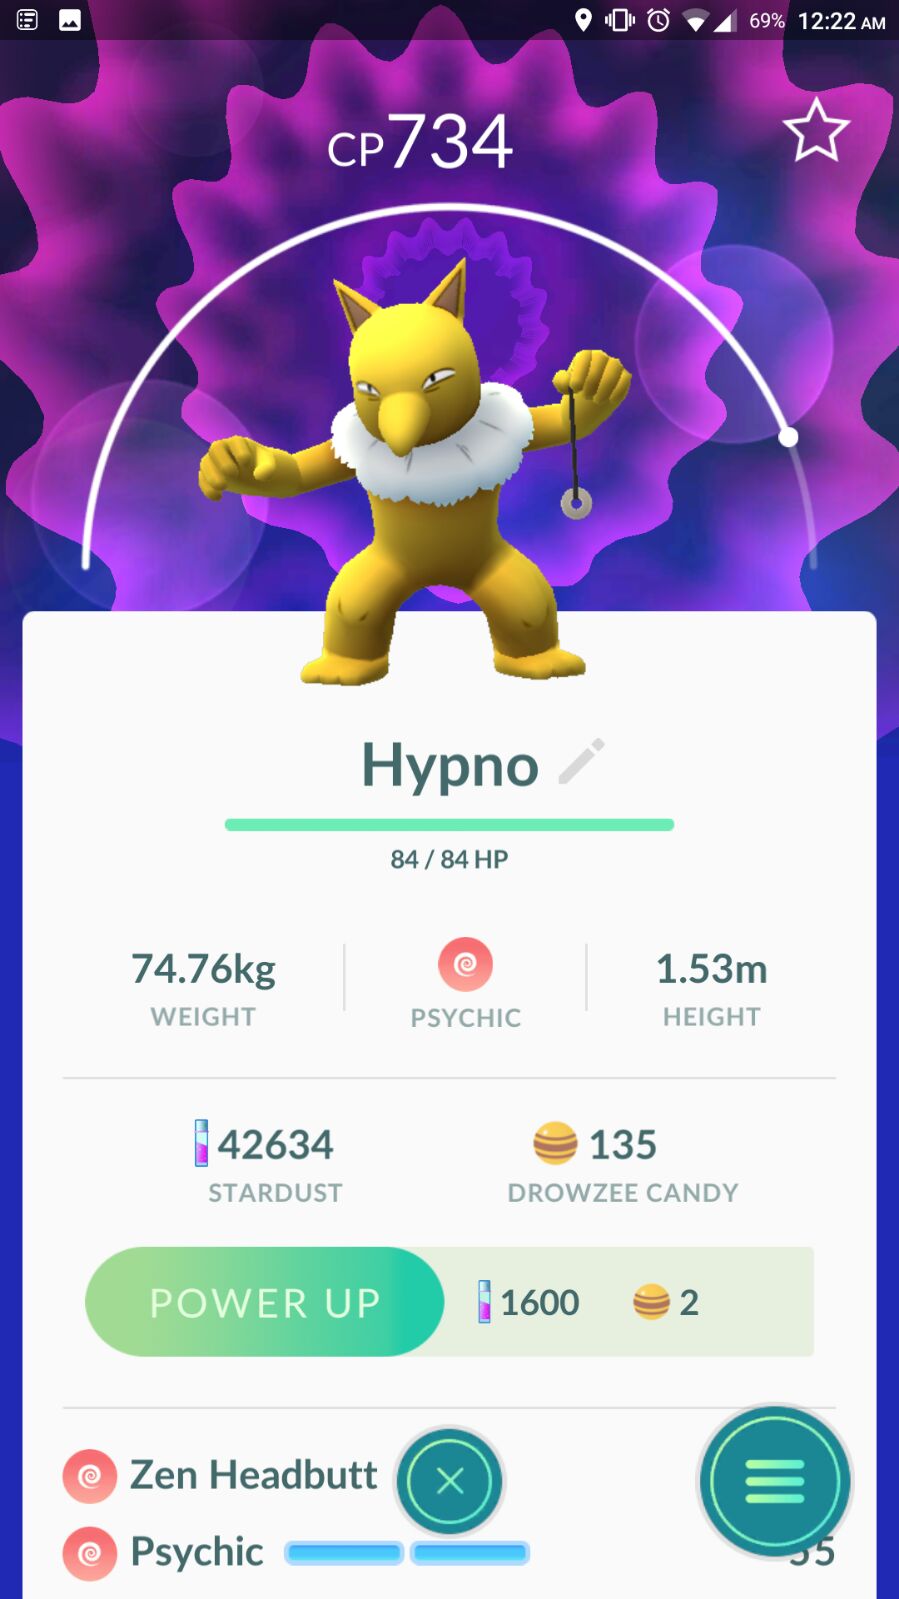 69% 12:22 AM
CP734
Hypno
84 / 84 HP
74.76kg
WEIGHT
PSYCHIC
1.53m
HEIGHT
42634
STARDUST
135
DROWZEE CANDY
POWER UP 1600 2
Zen Headbutt
Psychic